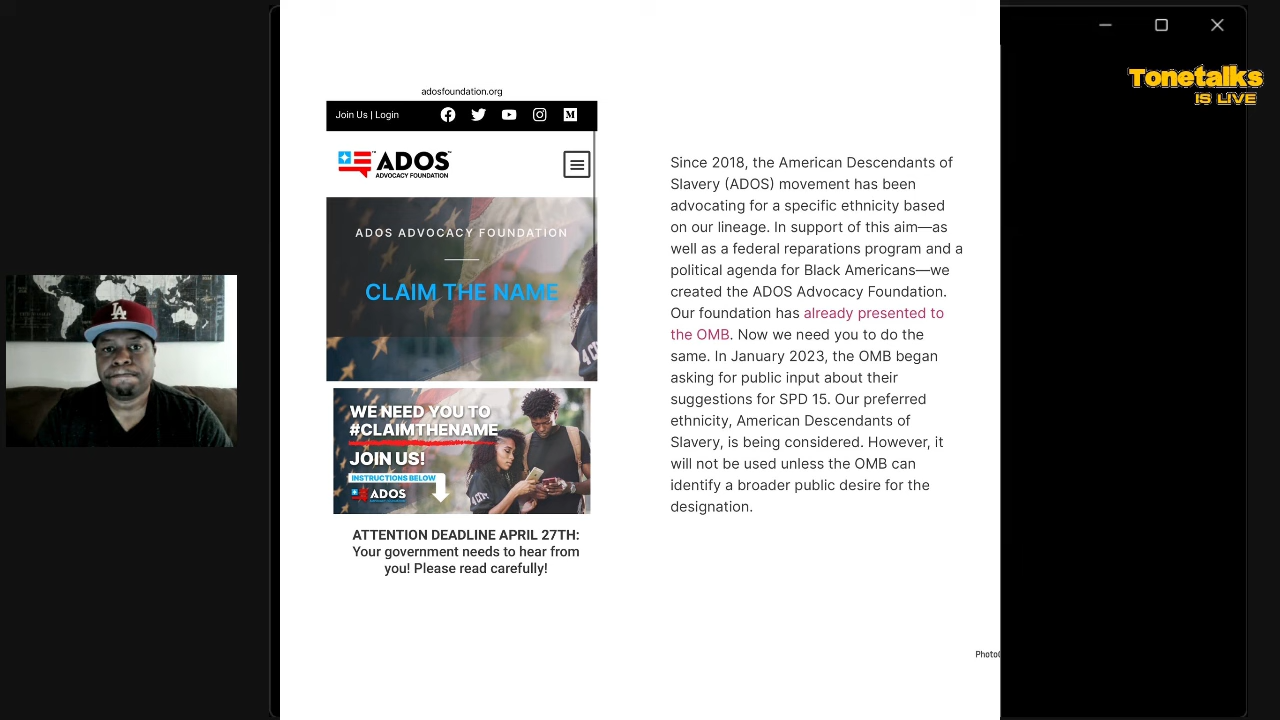 adosfoundation.org
Join Us | Login
M
ADOS
ADVOCACY FOUNDATION
ADOS ADVOCACY FOUNDATION
CLAIM THE NAME
WE NEED YOU TO
#CLAIMTHENAME
JOIN US!
INSTRUCTIONS BELOW
ADOS
ATTENTION DEADLINE APRIL 27TH:
Your government needs to hear from
you! Please read carefully!
Since 2018, the American Descendants of
Slavery (ADOS) movement has been
advocating for a specific ethnicity based
on our lineage. In support of this aim—as
well as a federal reparations program and a
political agenda for Black Americans—we
created the ADOS Advocacy Foundation.
Our foundation has already presented to
the OMB. Now we need you to do the
same. In January 2023, the OMB began
asking for public input about their
suggestions for SPD 15. Our preferred
ethnicity, American Descendants of
Slavery, is being considered. However, it
will not be used unless the OMB can
identify a broader public desire for the
designation.
Tonetalks
IS LIVE
LA